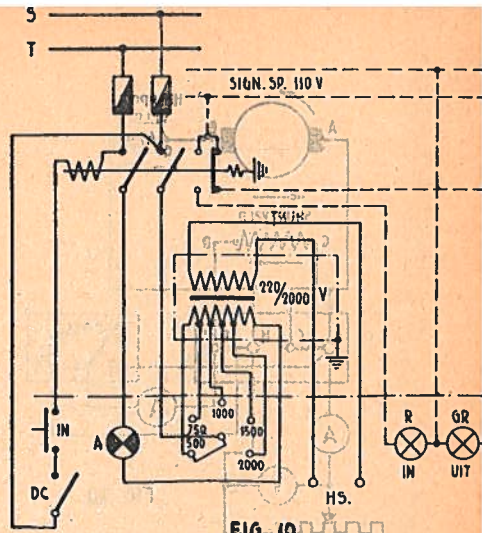 S
T
SIGN. SP. 110 V
220/2000 V
1000
750
500
1500
2000
IN
A
DC
R
GR
IN
UIT
HS.
FIG. 10